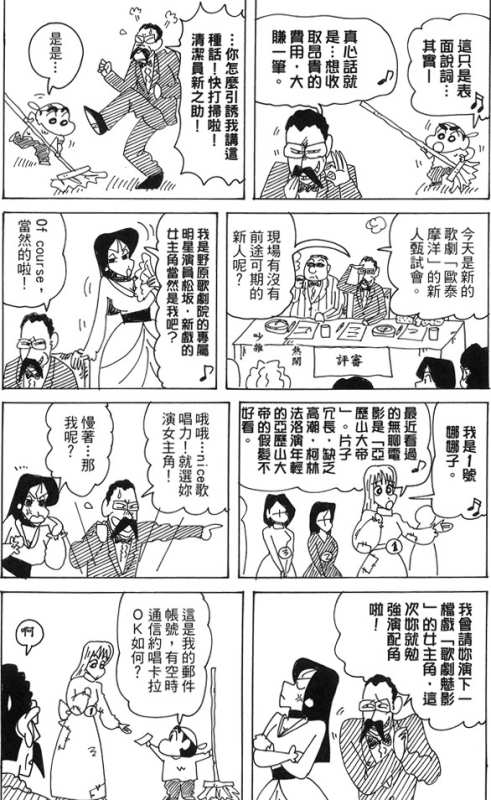 這只是表
面說詞…
其實—
真心話就
是…想收
取昂貴的
費用，大
賺一筆。
…你怎麼引誘我講這
種話！快打掃啦！
清潔員新之助！
是是…
今天是新的
歌劇「歐泰
摩洋」的新
人甄試會。
現場有沒有
前途可期的
新人呢？
評審
熱鬧
吵雜
我是野原歌劇院的專屬
明星演員松坂，新戲的
女主角當然是我吧？
Of course，
當然的啦！
我是1號
娜娜子。
最近看過
的無聊電
影是「亞
歷山大帝
」。片子
冗長，缺乏
高潮，柯林
法洛演年輕
的亞歷山大
帝的假髮不
好看。
1
哦哦…nice歌
唱力！就選妳
演女主角！
慢著…那
我呢？
我會請妳演下一
檔戲「歌劇魅影
」的女主角，這
次妳就勉
強演配角
啦！
這是我的郵件
帳號，有空時
通信約唱卡拉
OK如何？
啊